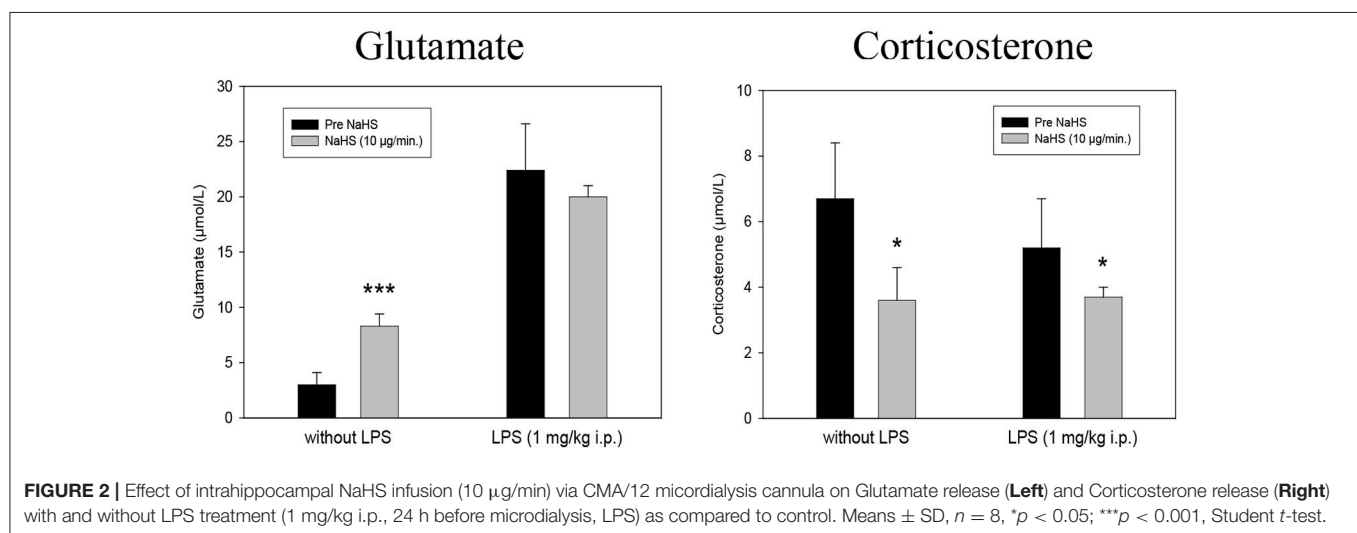 Glutamate
30
25
20
15
10
5
0
Glutamate (μmol/L)
Pre NaHS
NaHS (10 μg/min.)
***
without LPS
LPS (1 mg/kg i.p.)
Corticosterone
10
8
6
4
2
0
Corticosterone (μmol/L)
Pre NaHS
NaHS (10 μg/min.)
*
*
without LPS
LPS (1 mg/kg i.p.)
FIGURE 2 | Effect of intrahippocampal NaHS infusion (10 μg/min) via CMA/12 micordialysis cannula on Glutamate release (Left) and Corticosterone release (Right)
with and without LPS treatment (1 mg/kg i.p., 24 h before microdialysis, LPS) as compared to control. Means ± SD, n = 8, *p < 0.05; ***p < 0.001, Student t-test.